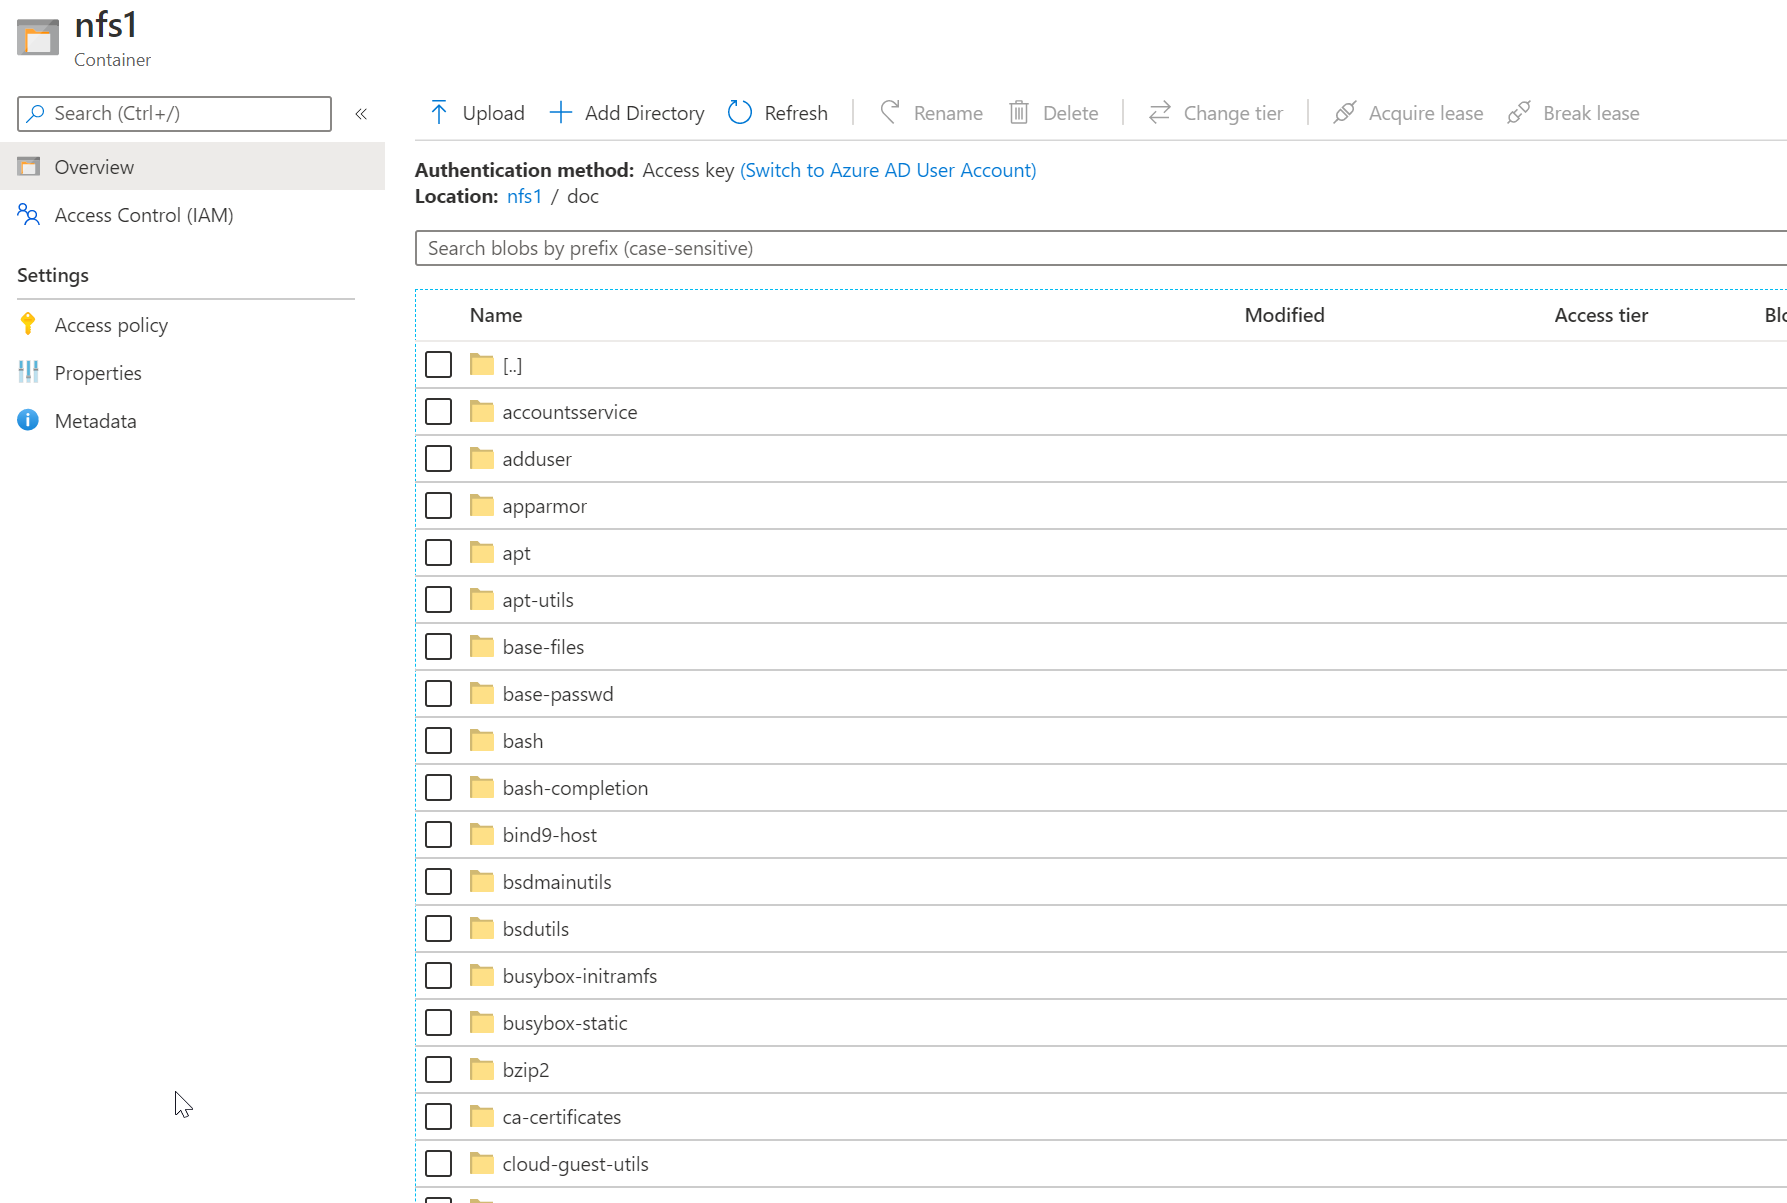 nfs1
Container
Search (Ctrl+/)
«
Overview
Access Control (IAM)
Settings
Access policy
Properties
Metadata
Upload
Add Directory
Refresh
Rename
Delete
Change tier
Acquire lease
Break lease
Authentication method: Access key (Switch to Azure AD User Account)
Location: nfs1 / doc
Search blobs by prefix (case-sensitive)
Name Modified Access tier
[..]
accountsservice
adduser
apparmor
apt
apt-utils
base-files
base-passwd
bash
bash-completion
bind9-host
bsdmainutils
bsdutils
busybox-initramfs
busybox-static
bzip2
ca-certificates
cloud-guest-utils